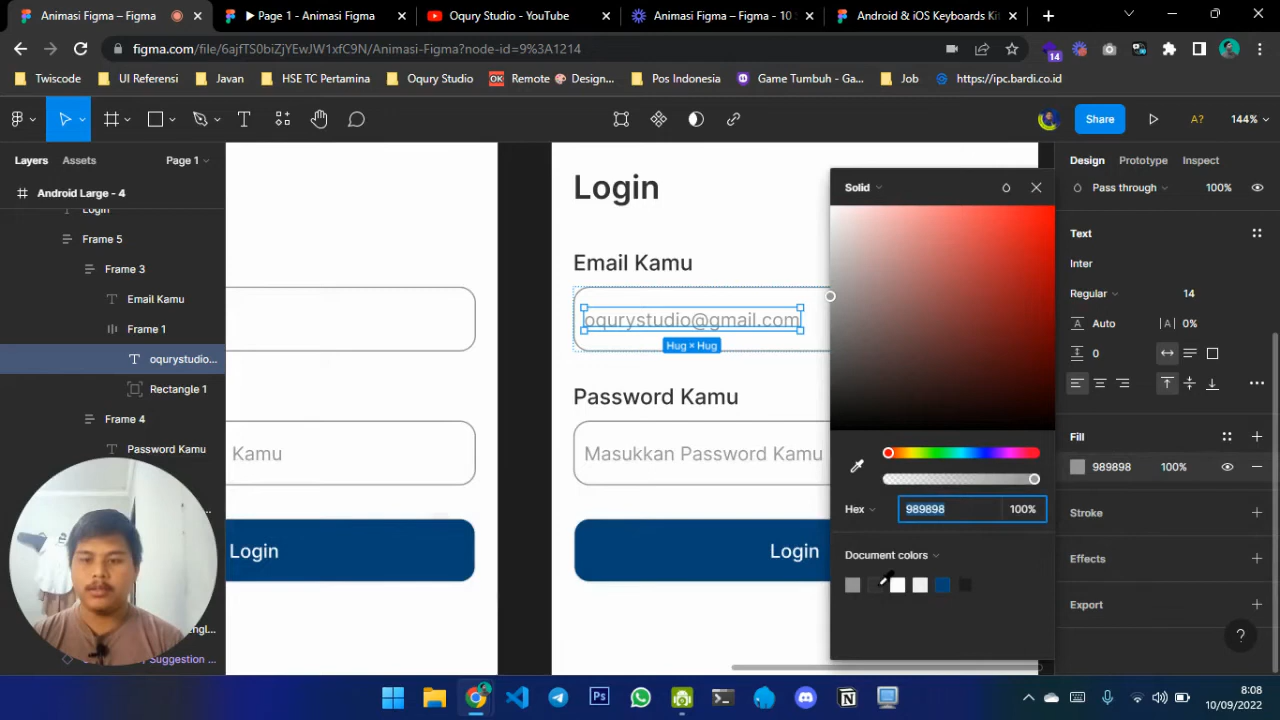 Animasi Figma – Figma
Page 1 - Animasi Figma
Oqury Studio - YouTube
Animasi Figma – Figma - 10
Android & iOS Keyboards Ki
figma.com/file/6ajfTS0biZjYEwJW1xfC9N/Animasi-Figma?node-id=9%3A1214
14
Twiscode
UI Referensi
Javan
HSE TC Pertamina
Oqury Studio
OK
Remote 🎨 Design...
Pos Indonesia
Game Tumbuh - Ga...
Job
https://ipc.bardi.co.id
Share
A?
144%
Layers
Assets
Page 1
Design
Prototype
Inspect
Android Large - 4
Login
Frame 5
Frame 3
Email Kamu
Frame 1
oqurystudio...
Rectangle 1
Frame 4
Password Kamu
Suggestion ...
Kamu
Login
Login
Email Kamu
oqurystudio@gmail.com
Hug × Hug
Password Kamu
Masukkan Password Kamu
Login
Solid
Hex
989898
100%
Document colors
Pass through
100%
Text
Inter
Regular
14
Auto
0%
0
Fill
989898
100%
Stroke
Effects
Export
?
Ps
8:08
10/09/2022